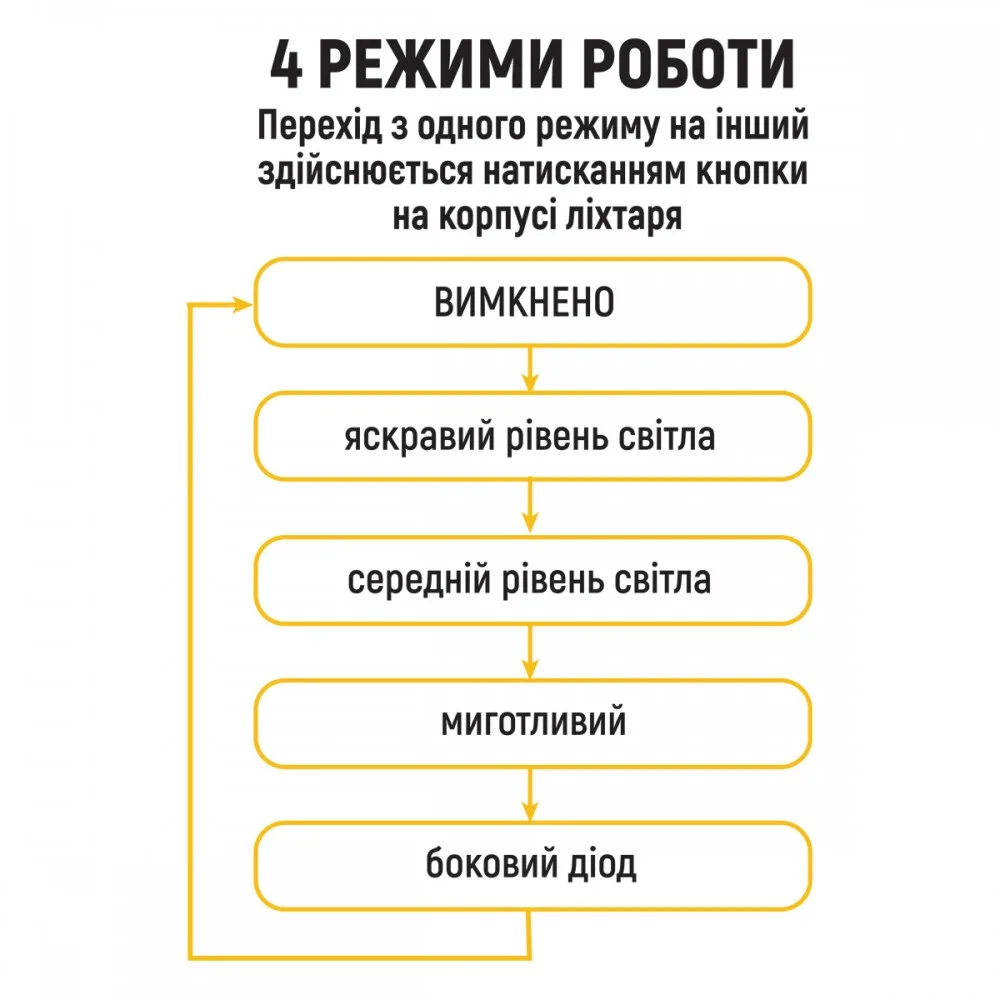 4 РЕЖИМИ РОБОТИ
Перехід з одного режиму на інший
здійснюється натисканням кнопки
на корпусі ліхтаря
ВИМКНЕНО
яскравий рівень світла
середній рівень світла
миготливий
боковий діод